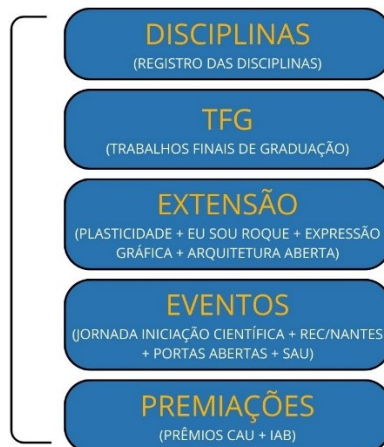 DISCIPLINAS
(REGISTRO DAS DISCIPLINAS)
TFG
(TRABALHOS FINAIS DE GRADUAÇÃO)
EXTENSÃO
(PLASTICIDADE + EU SOU ROQUE + EXPRESSÃO
GRÁFICA + ARQUITETURA ABERTA)
EVENTOS
(JORNADA INICIAÇÃO CIENTÍFICA + REC/NANTES
+ PORTAS ABERTAS + SAU)
PREMIAÇÕES
(PRÊMIOS CAU + IAB)